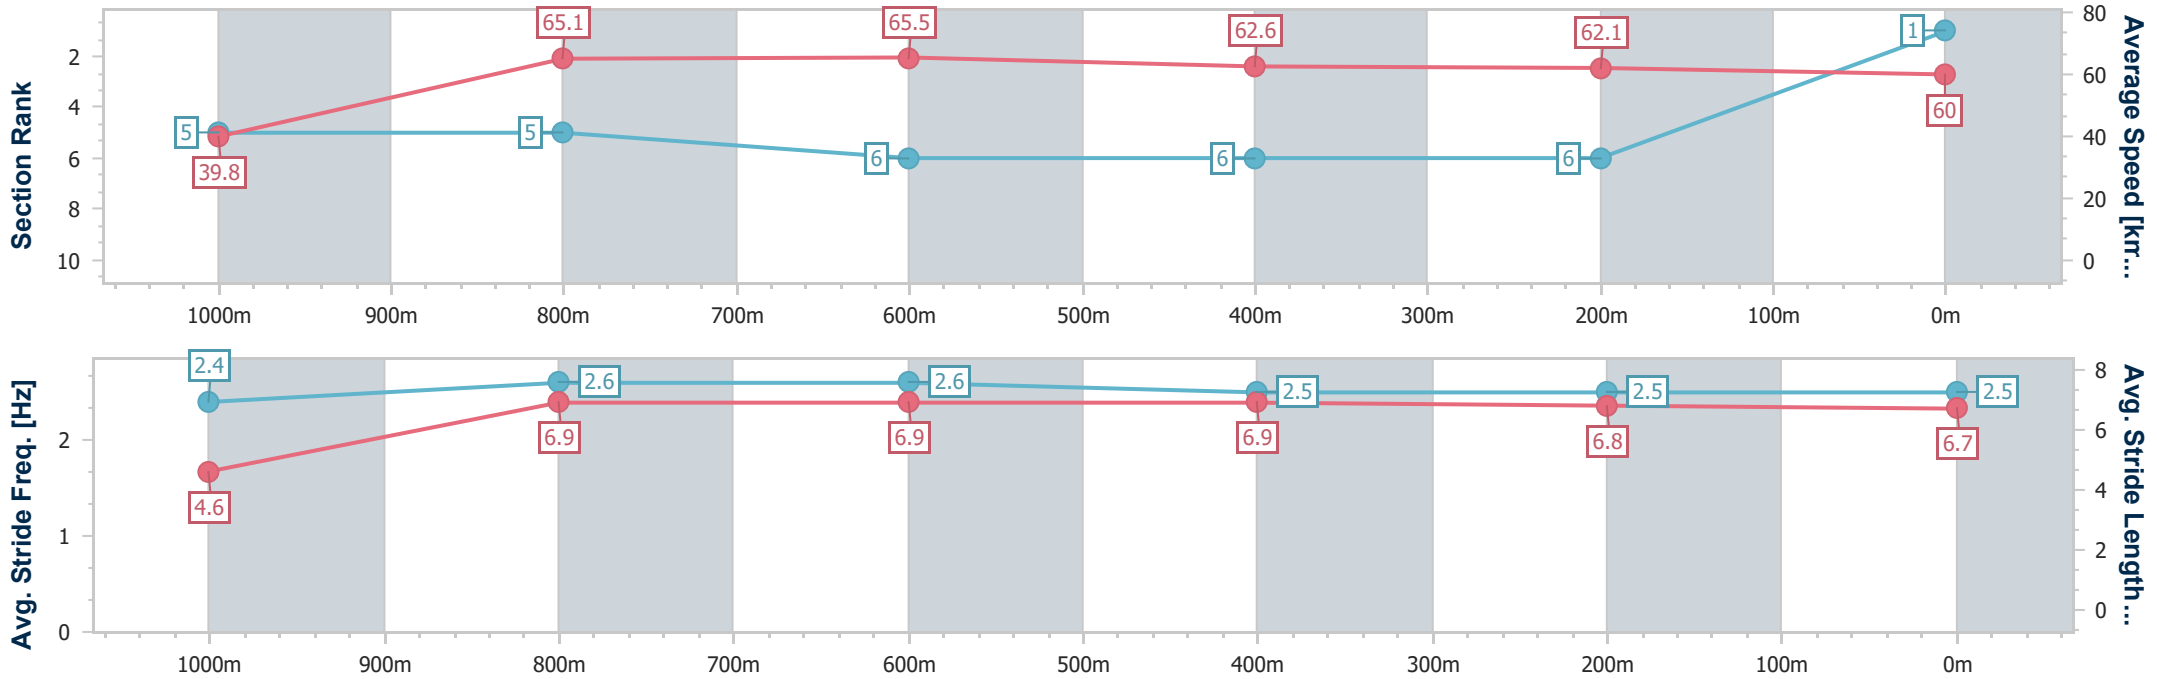 Section Rank
2
4
6
8
10
65.1
65.5
62.6
62.1
1
5
5
6
6
6
39.8
60
80
60
40
20
0
Average Speed [km...
1000m
900m
800m
700m
600m
500m
400m
300m
200m
100m
0m
Avg. Stride Freq. [Hz]
2
1
0
2.4
2.6
2.6
2.5
2.5
2.5
4.6
6.9
6.9
6.9
6.8
6.7
8
6
4
2
0
Avg. Stride Length...
1000m
900m
800m
700m
600m
500m
400m
300m
200m
100m
0m